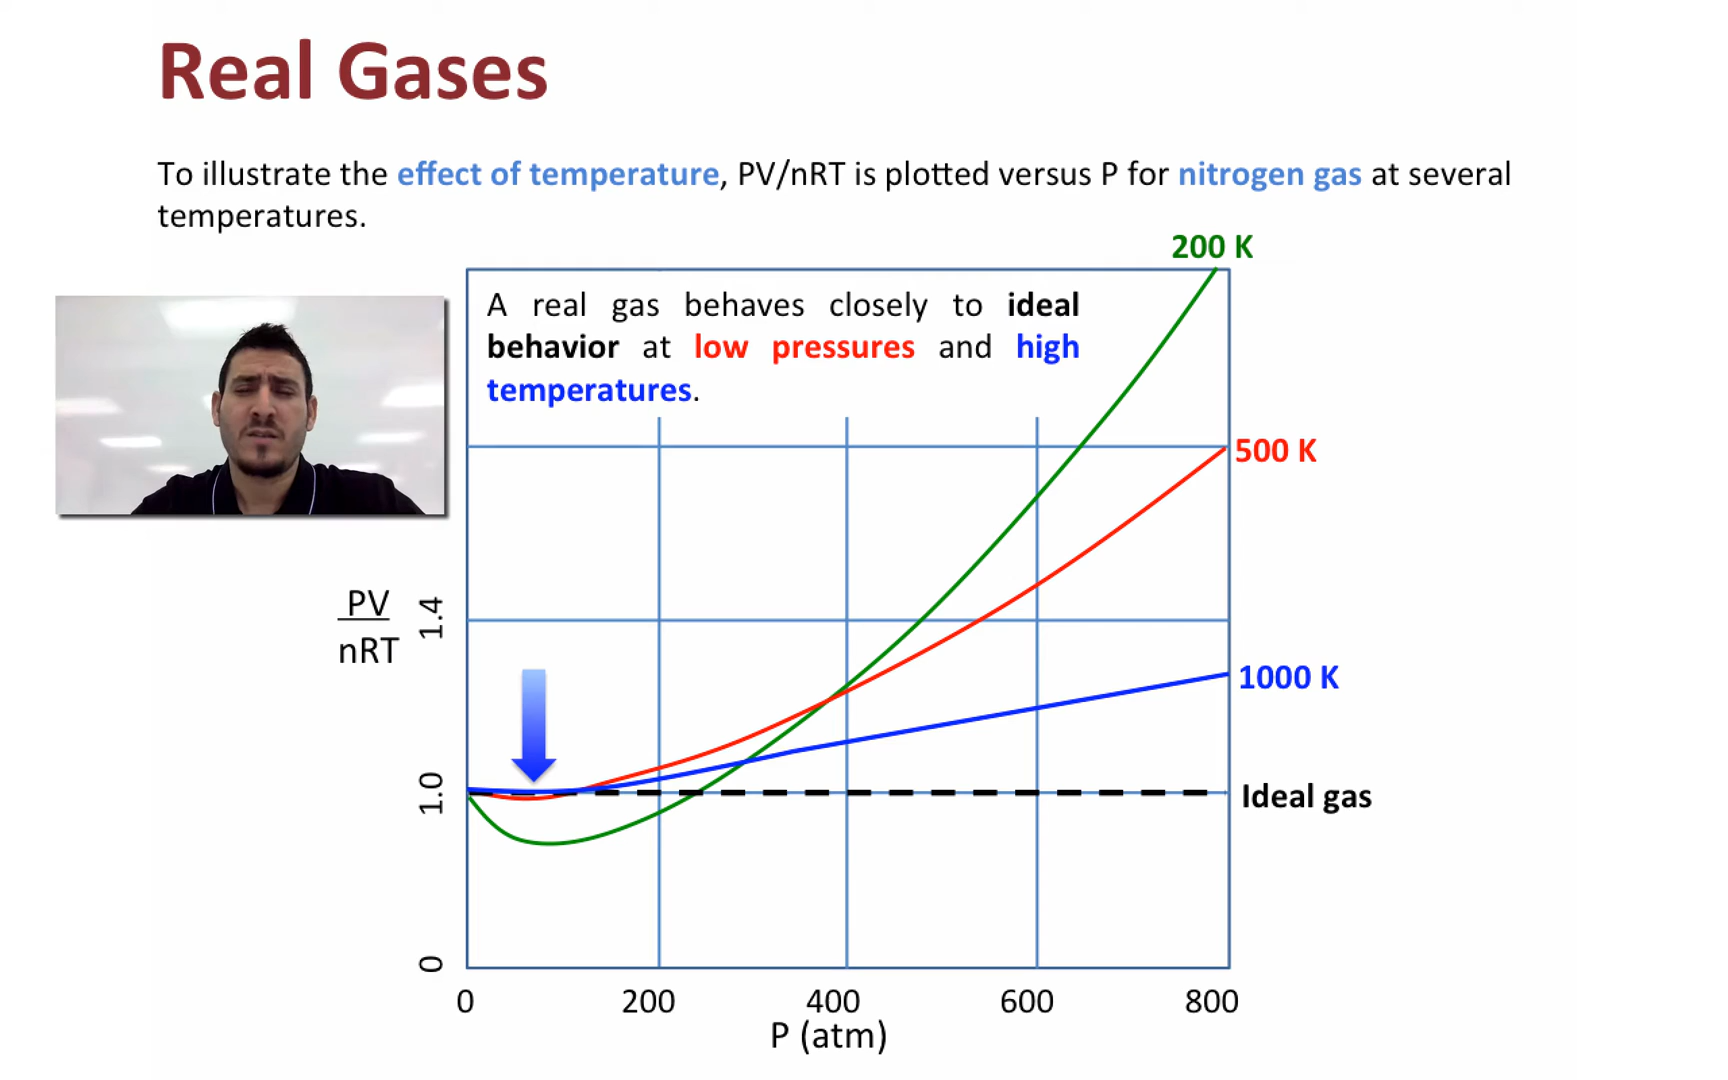 Real Gases
To illustrate the effect of temperature, PV/nRT is plotted versus P for nitrogen gas at several
temperatures.
200 K
A real gas behaves closely to ideal
behavior at low pressures and high
temperatures.
500 K
PV
nRT
1.4
1000 K
1.0
Ideal gas
0
0 200 400 600 800
P (atm)